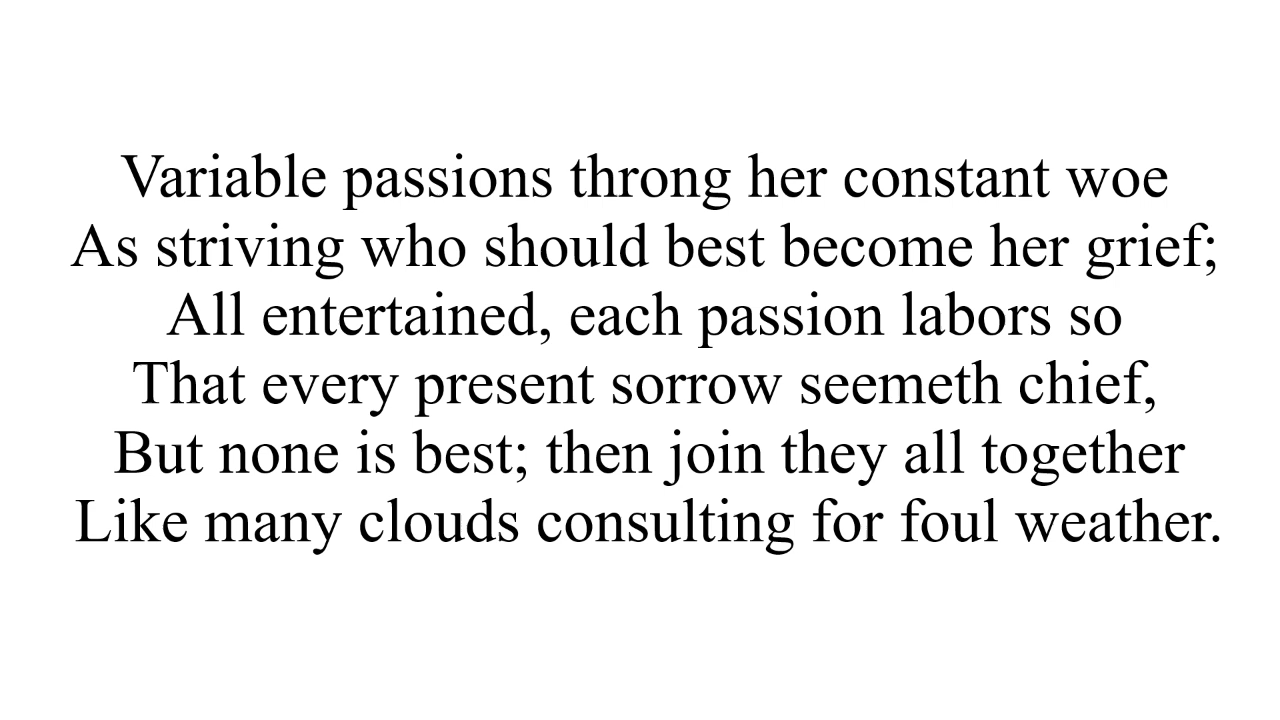 Variable passions throng her constant woe
As striving who should best become her grief;
All entertained, each passion labors so
That every present sorrow seemeth chief,
But none is best; then join they all together
Like many clouds consulting for foul weather.